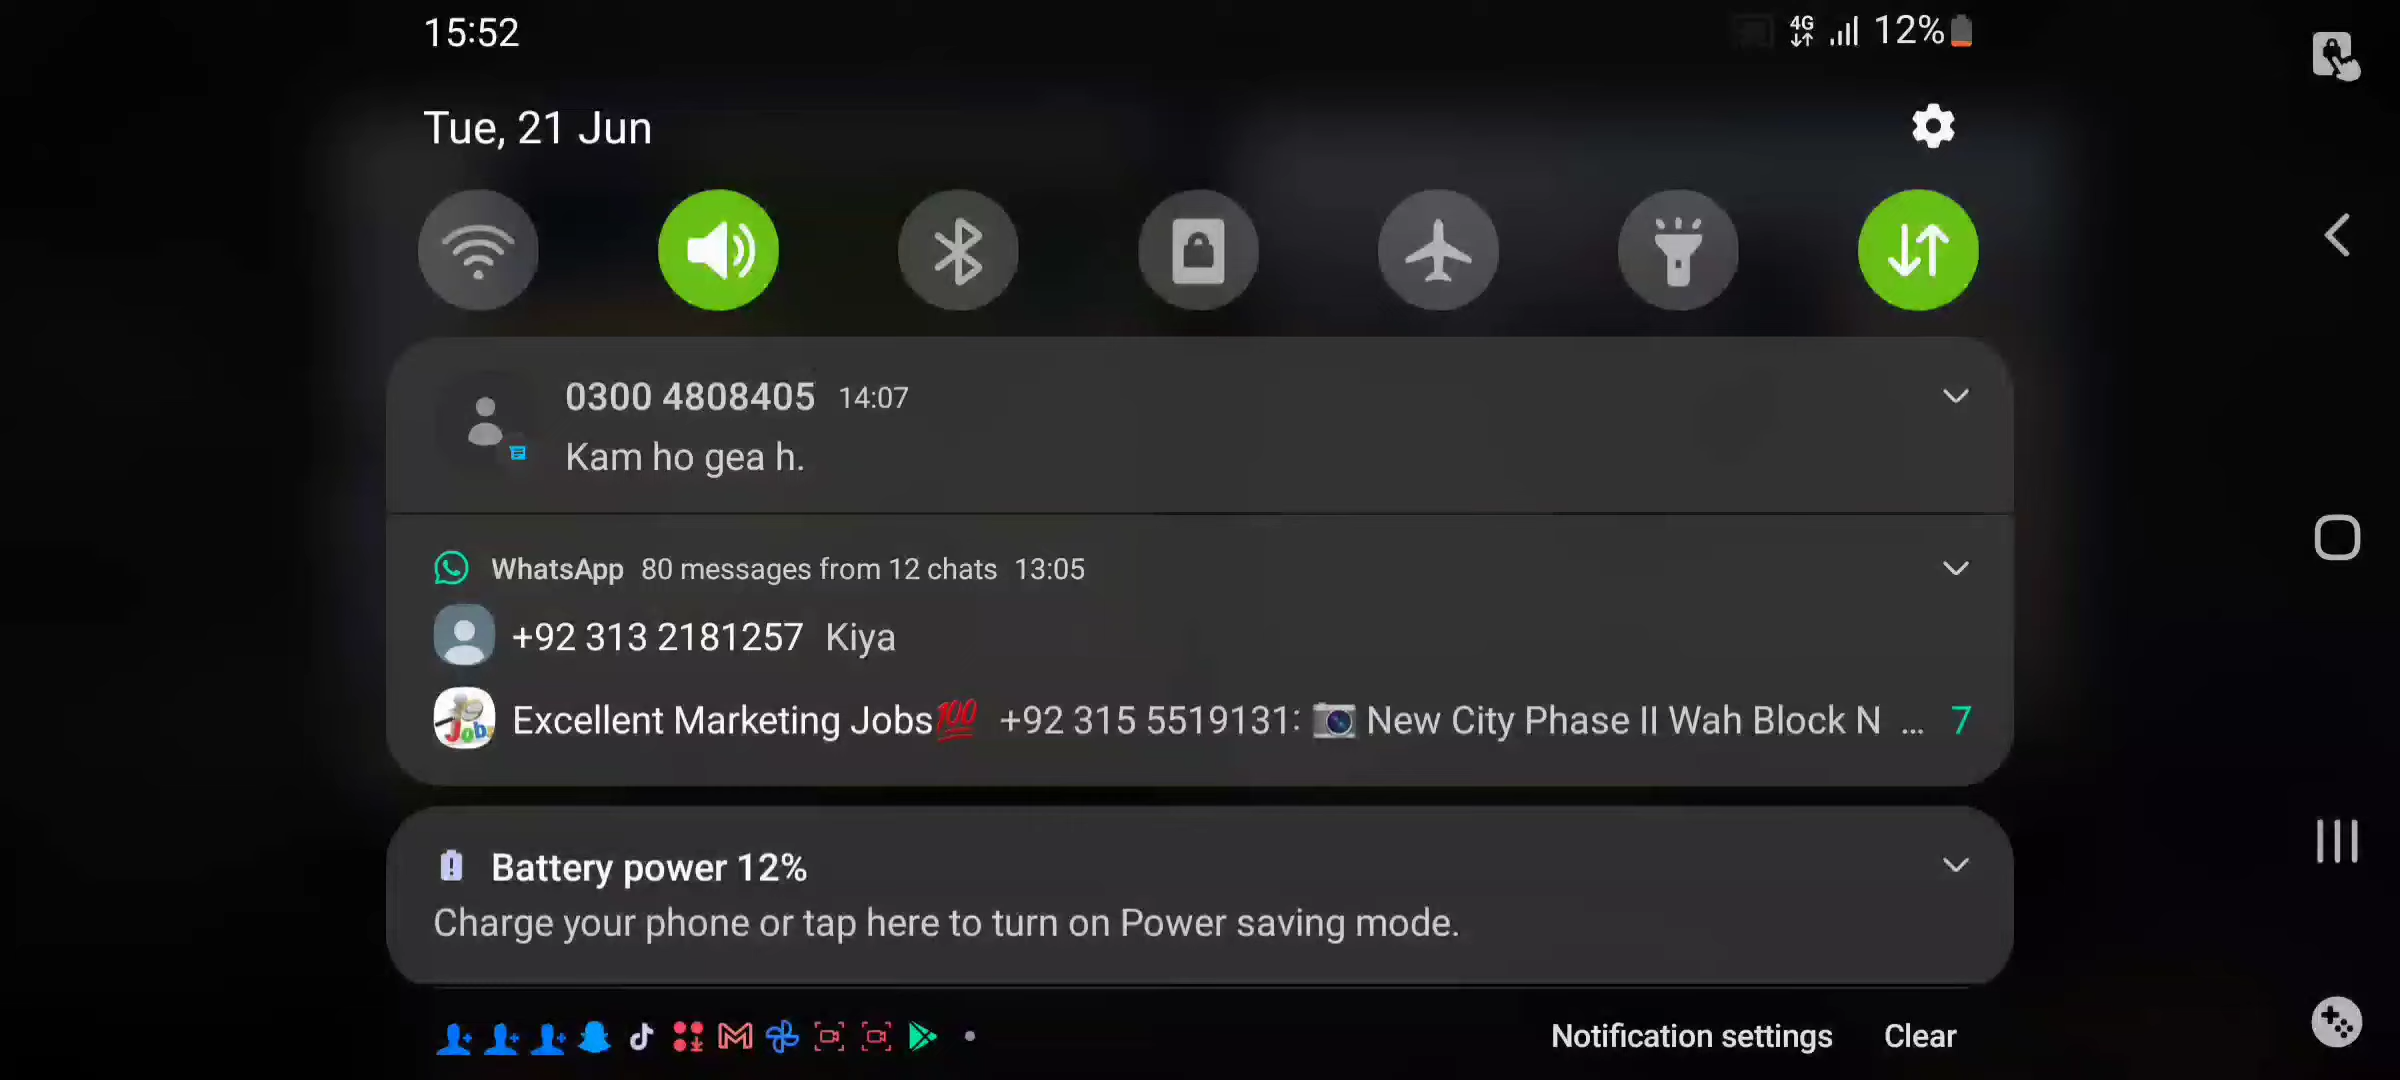 15:52
4G 12%
Tue, 21 Jun
0300 4808405 14:07
Kam ho gea h.
WhatsApp 80 messages from 12 chats 13:05
+92 313 2181257 Kiya
Jobs Excellent Marketing Jobs💯 +92 315 5519131: 📷 New City Phase II Wah Block N ... 7
Battery power 12%
Charge your phone or tap here to turn on Power saving mode.
Notification settings Clear